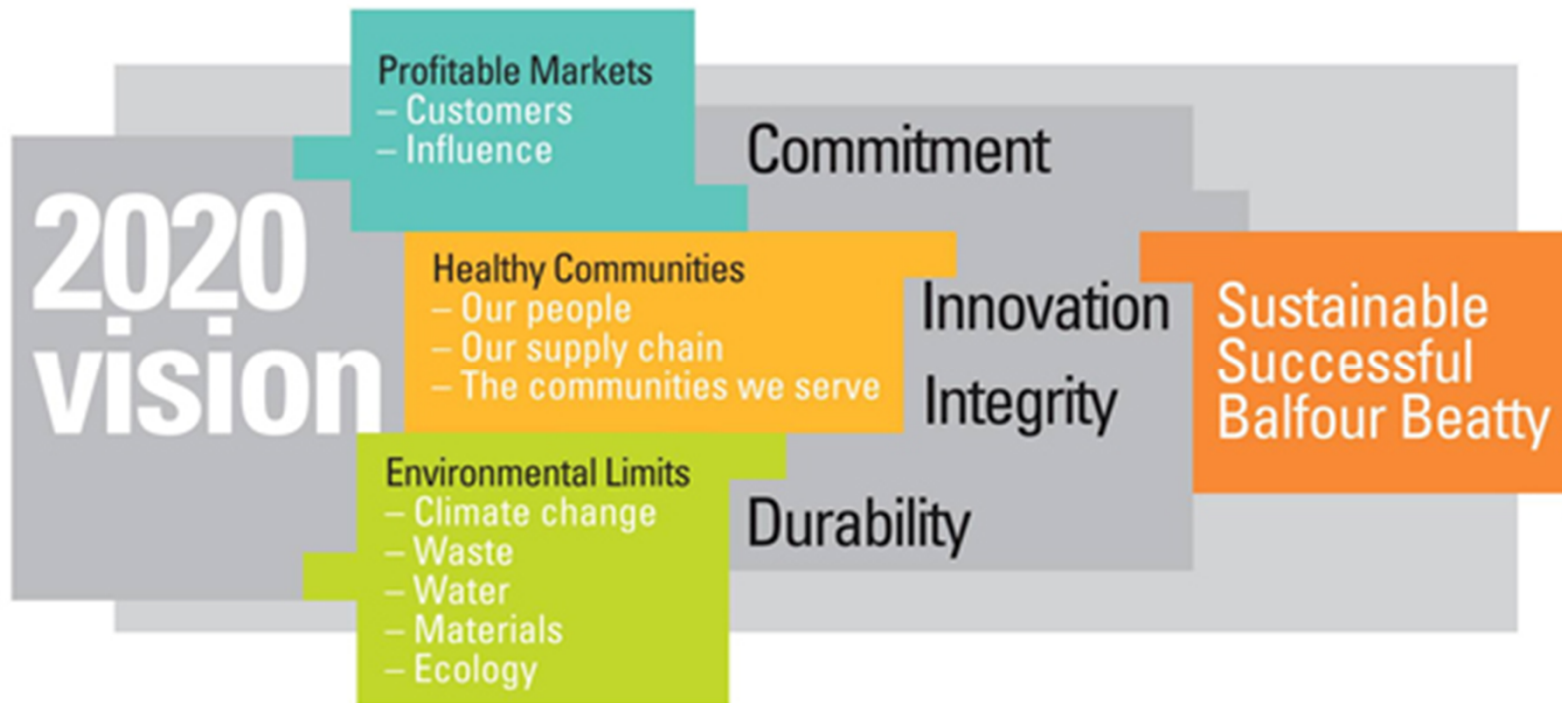 2020
vision
Profitable Markets
– Customers
– Influence
Healthy Communities
– Our people
– Our supply chain
– The communities we serve
Environmental Limits
– Climate change
– Waste
– Water
– Materials
– Ecology
Commitment
Innovation
Integrity
Durability
Sustainable
Successful
Balfour Beatty